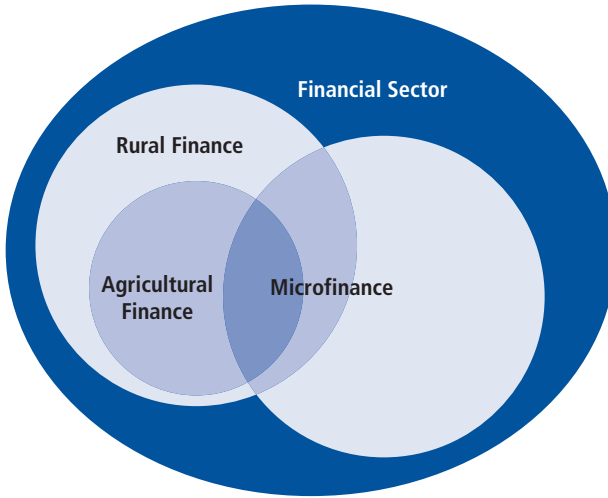 Financial Sector
Rural Finance
Agricultural
Finance
Microfinance